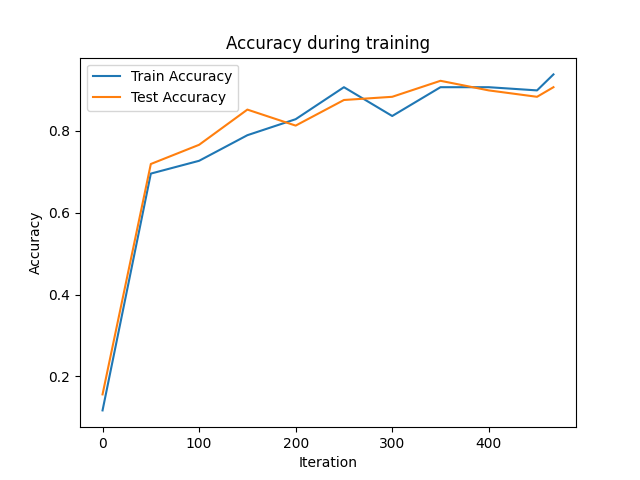 Accuracy during training
Train Accuracy
Test Accuracy
Accuracy
0.8
0.6
0.4
0.2
0 100 200 300 400
Iteration